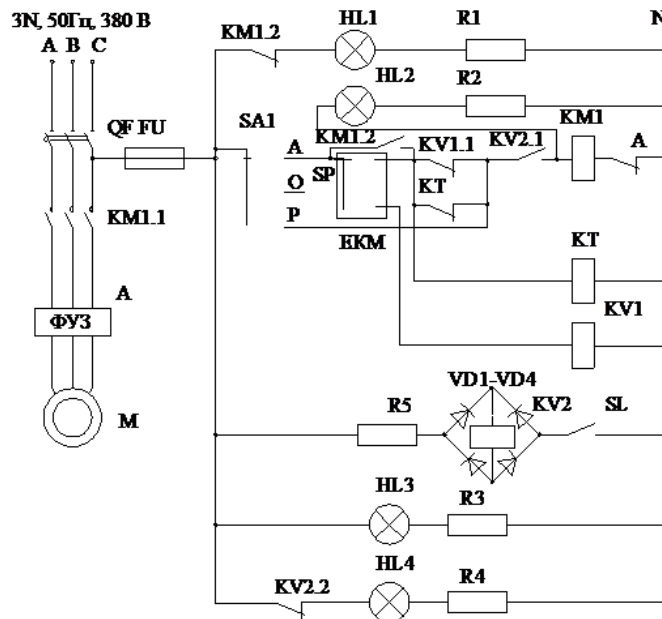 3N, 50Гц, 380 В
A B C
HL1 R1 N
KM1.2
HL2 R2
QF FU
SA1
KM1.2 KV1.1 KV2.1 KM1 A
A
SP
KT
O
P
EKM
KM1.1
KT
A
ФУЗ
KV1
VD1-VD4
M
R5 KV2 SL
HL3 R3
HL4 R4
KV2.2